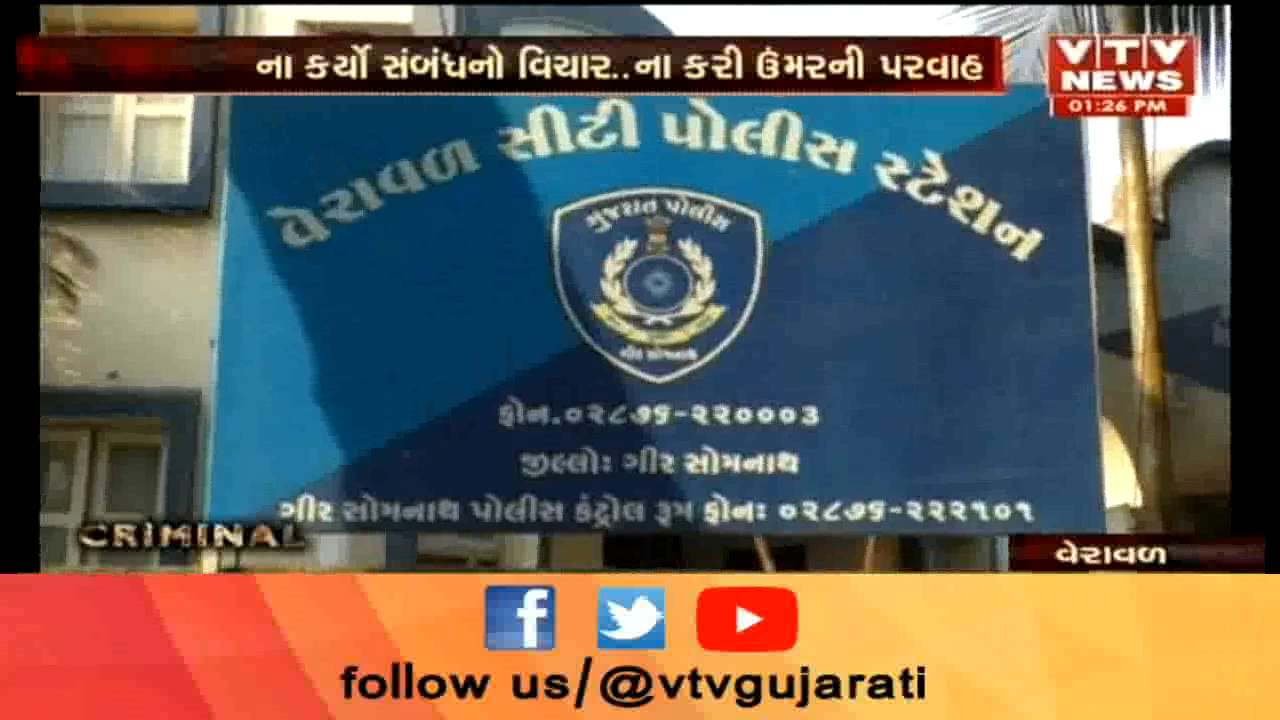 ના કર્યો સંબંધનો વિચાર..ના કરી ઉંમરની પરવાહ
VTV
NEWS
01:26 PM
વેરાવળ સીટી પોલીસ સ્ટેશન
ગુજરાત પોલીસ
ગીર સોમનાથ
ફોન.૦૨૮૭૬-૨૨૦૦૦૩
જીલ્લોઃ ગીર સોમનાથ
ગીર સોમનાથ પોલીસ કંટ્રોલ રૂમ ફોનઃ ૦૨૮૭૬-૨૨૨૧૦૧
CRIMINAL
વેરાવળ
follow us/@vtvgujarati